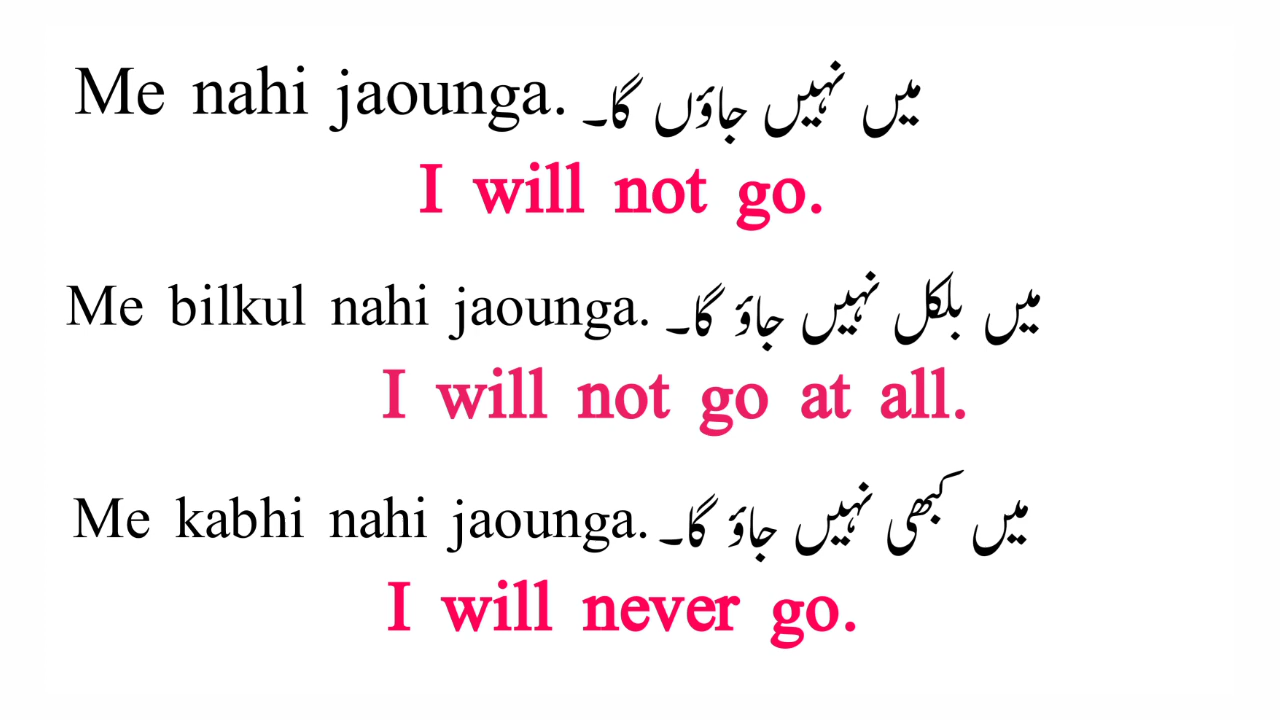 Me nahi jaounga. میں نہیں جاؤں گا۔
I will not go.
Me bilkul nahi jaounga. میں بلکل نہیں جاؤ گا۔
I will not go at all.
Me kabhi nahi jaounga. میں کبھی نہیں جاؤ گا۔
I will never go.